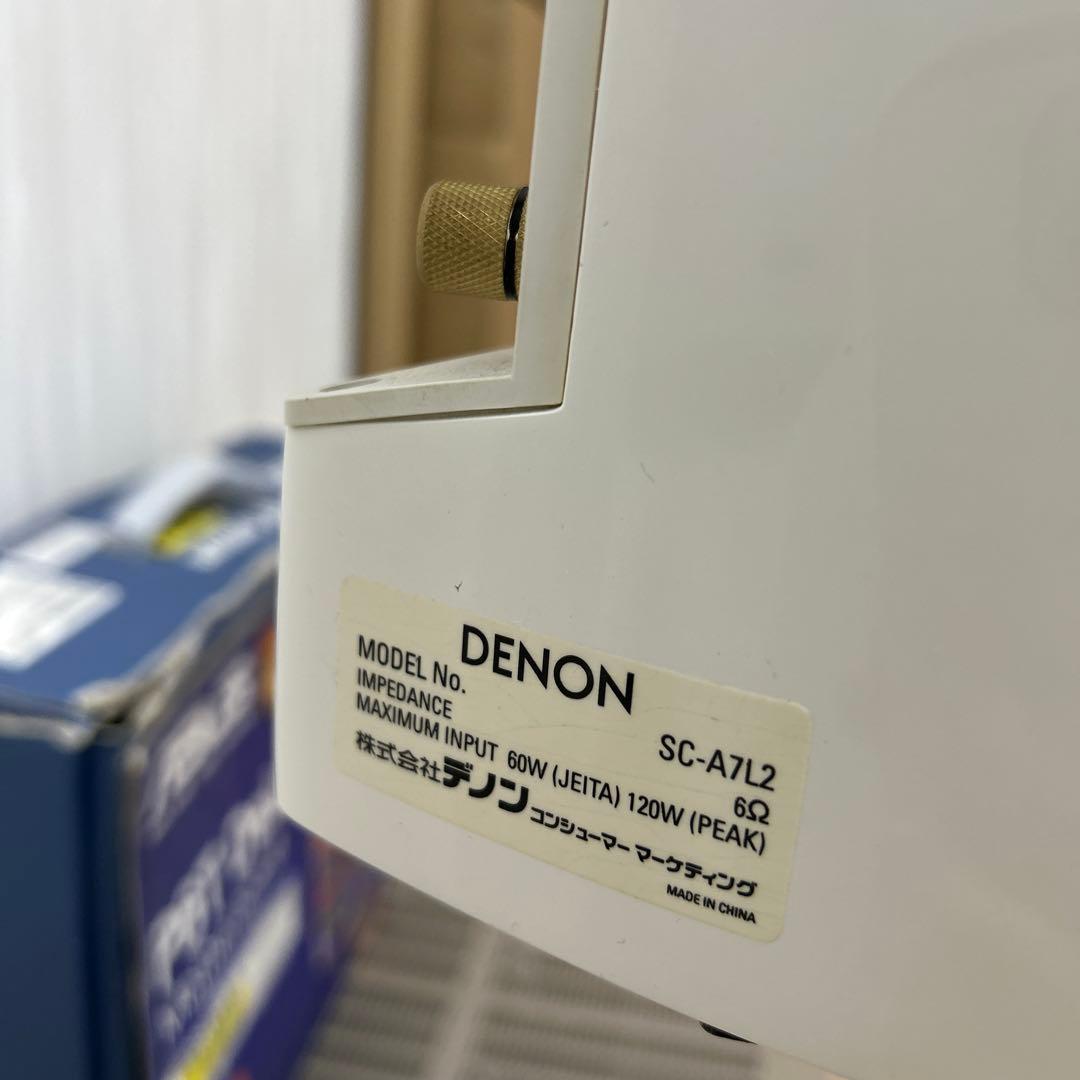 DENON
MODEL No. SC-A7L2
IMPEDANCE 6Ω
MAXIMUM INPUT 60W (JEITA) 120W (PEAK)
株式会社デノン コンシューマー マーケティング
MADE IN CHINA